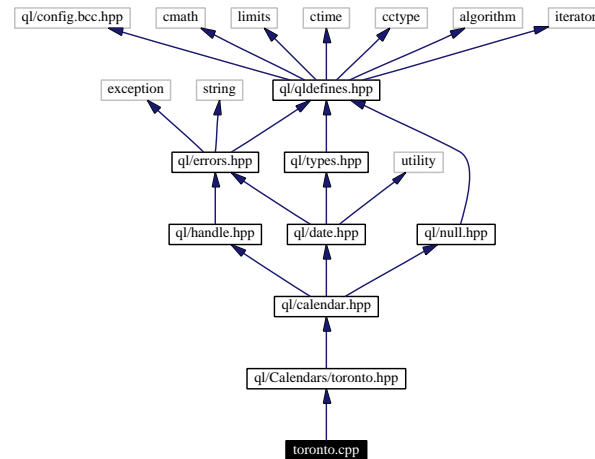 ql/config.bcc.hpp cmath limits ctime cctype algorithm iterator
exception string ql/qldefines.hpp
ql/errors.hpp ql/types.hpp utility
ql/handle.hpp ql/date.hpp ql/null.hpp
ql/calendar.hpp
ql/Calendars/toronto.hpp
toronto.cpp